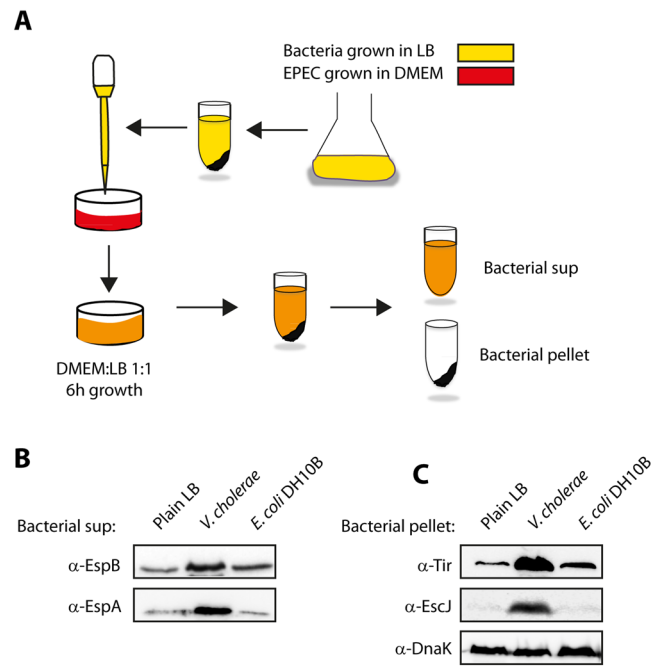 A
Bacteria grown in LB
EPEC grown in DMEM
Bacterial sup
Bacterial pellet
DMEM:LB 1:1
6h growth
B
Plain LB
V. cholerae
E. coli DH10B
Bacterial sup:
α-EspB
α-EspA
C
Plain LB
V. cholerae
E. coli DH10B
Bacterial pellet:
α-Tir
α-EscJ
α-DnaK